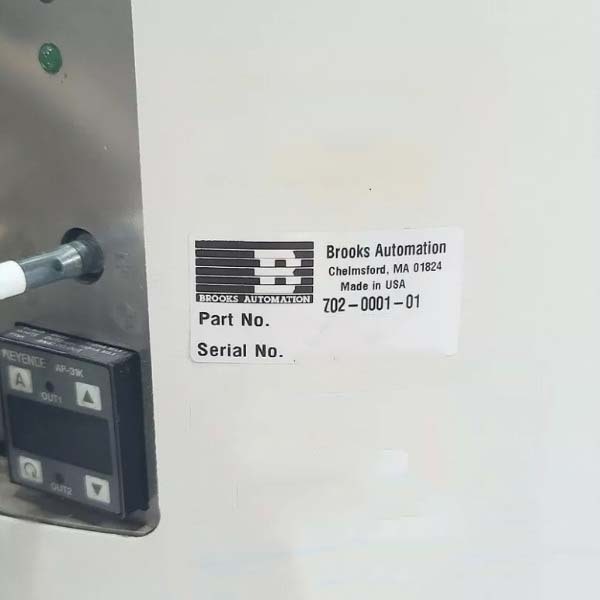 Brooks Automation
Chelmsford, MA 01824
Made in USA
B
BROOKS AUTOMATION
702-0001-01
Part No.
Serial No.
KEYENCE AP-31K
A
OUT1
OUT2